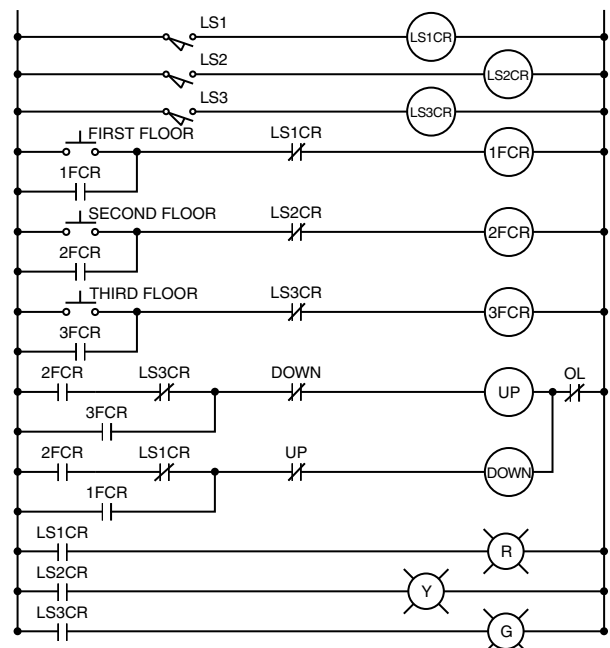 LS1
LS1CR
LS2
LS2CR
LS3
LS3CR
FIRST FLOOR
LS1CR
1FCR
1FCR
SECOND FLOOR
LS2CR
2FCR
2FCR
THIRD FLOOR
LS3CR
3FCR
3FCR
2FCR
LS3CR
DOWN
UP
OL
3FCR
2FCR
LS1CR
UP
DOWN
1FCR
LS1CR
R
LS2CR
Y
LS3CR
G